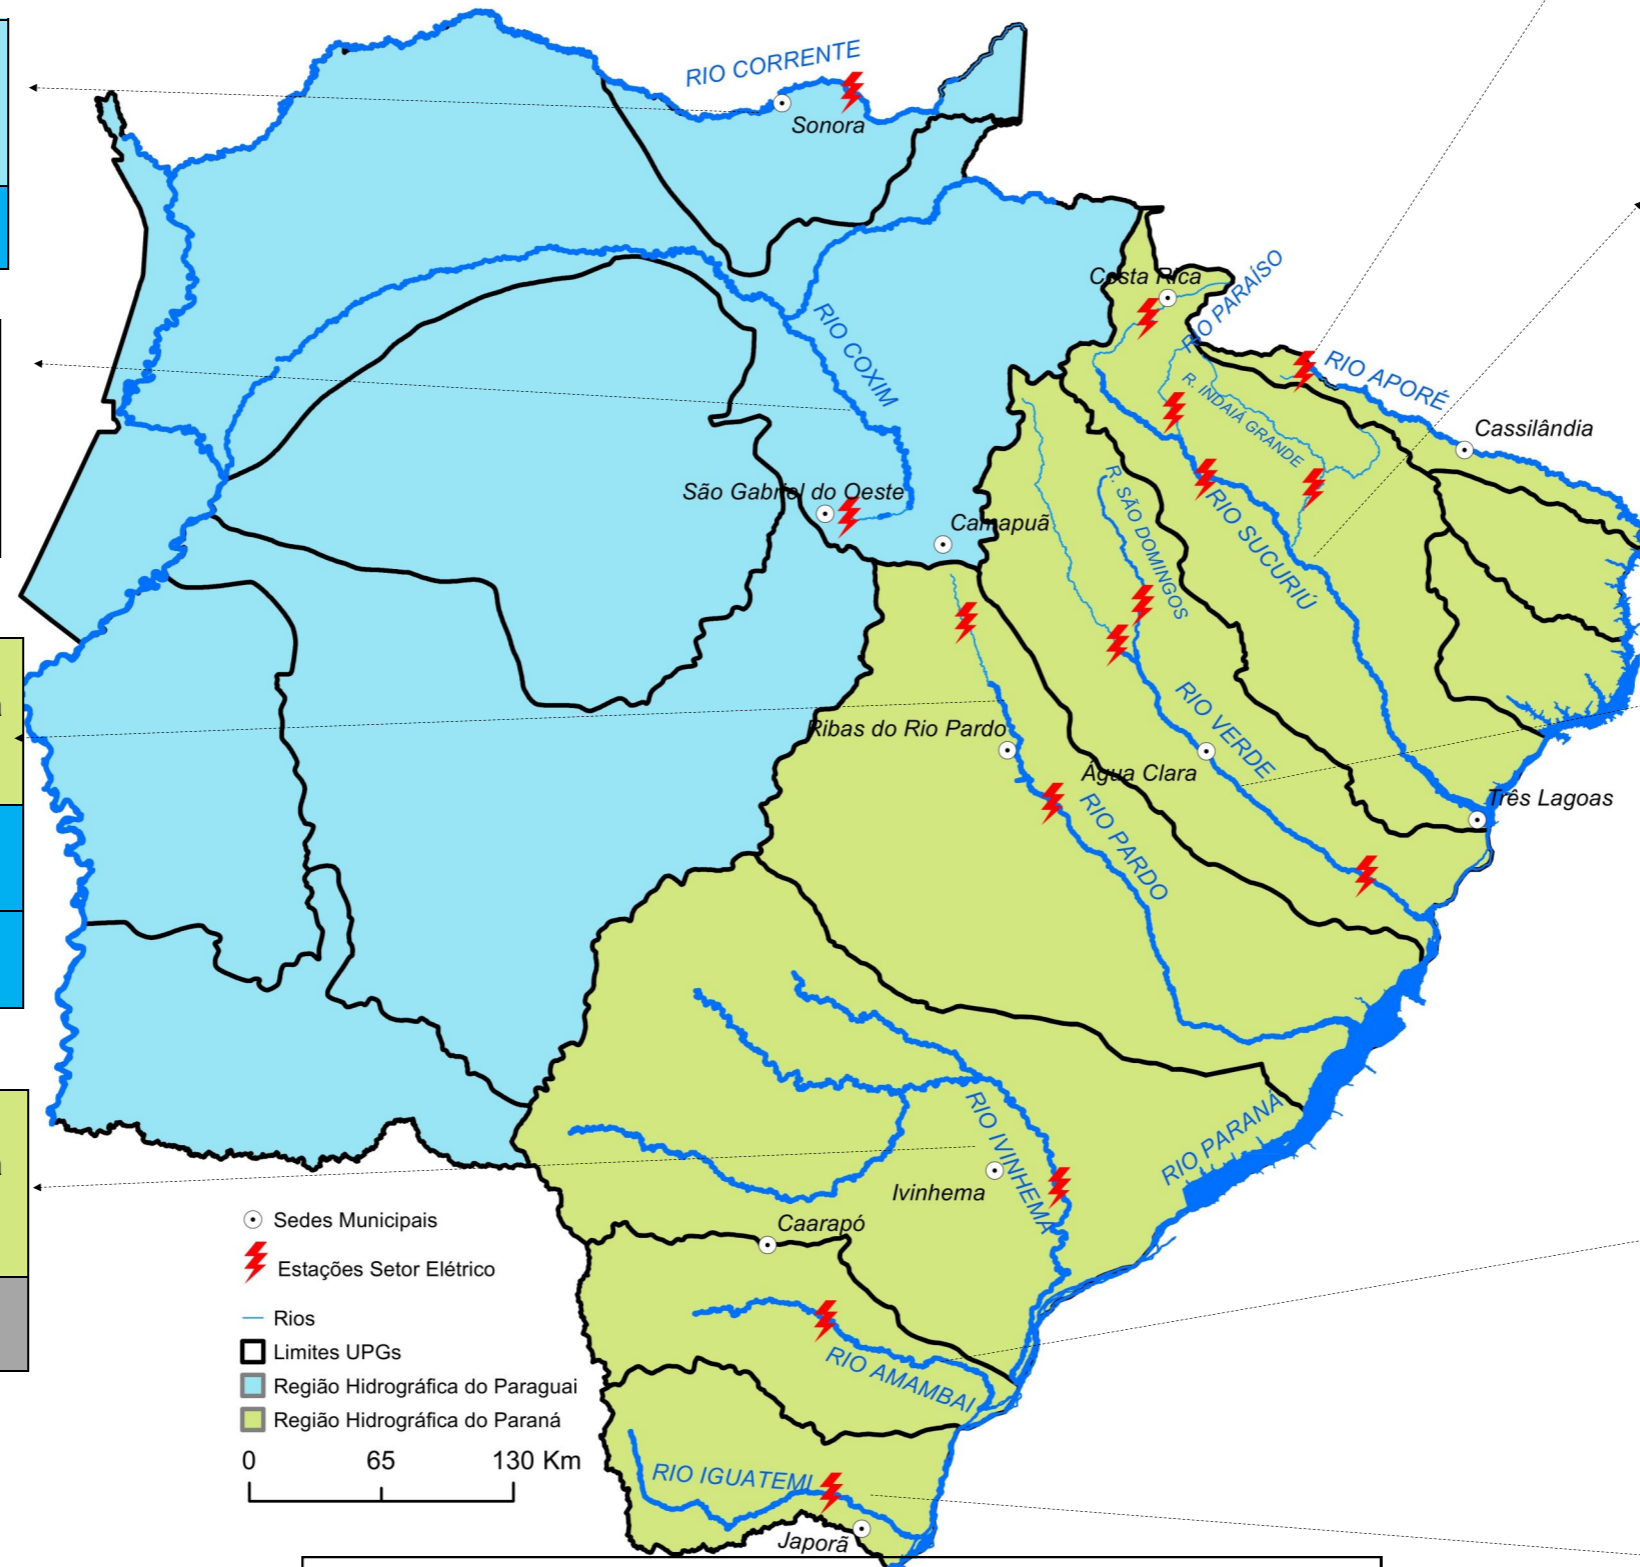 RIO CORRENTE
Sonora
Costa Rica
RIO PARAÍSO
RIO COXIM
RIO APORÉ
R. INDAIÁ GRANDE
Cassilândia
São Gabriel do Oeste
R. SÃO DOMINGOS
RIO SUCURIÚ
Camapuã
Ribas do Rio Pardo
RIO VERDE
Água Clara
RIO PARDO
Três Lagoas
RIO IVINHEMA
RIO PARANÁ
Ivinhema
Caarapó
RIO AMAMBAI
RIO IGUATEMI
Japorã
Sedes Municipais
Estações Setor Elétrico
Rios
Limites UPGs
Região Hidrográfica do Paraguai
Região Hidrográfica do Paraná
0 65 130 Km